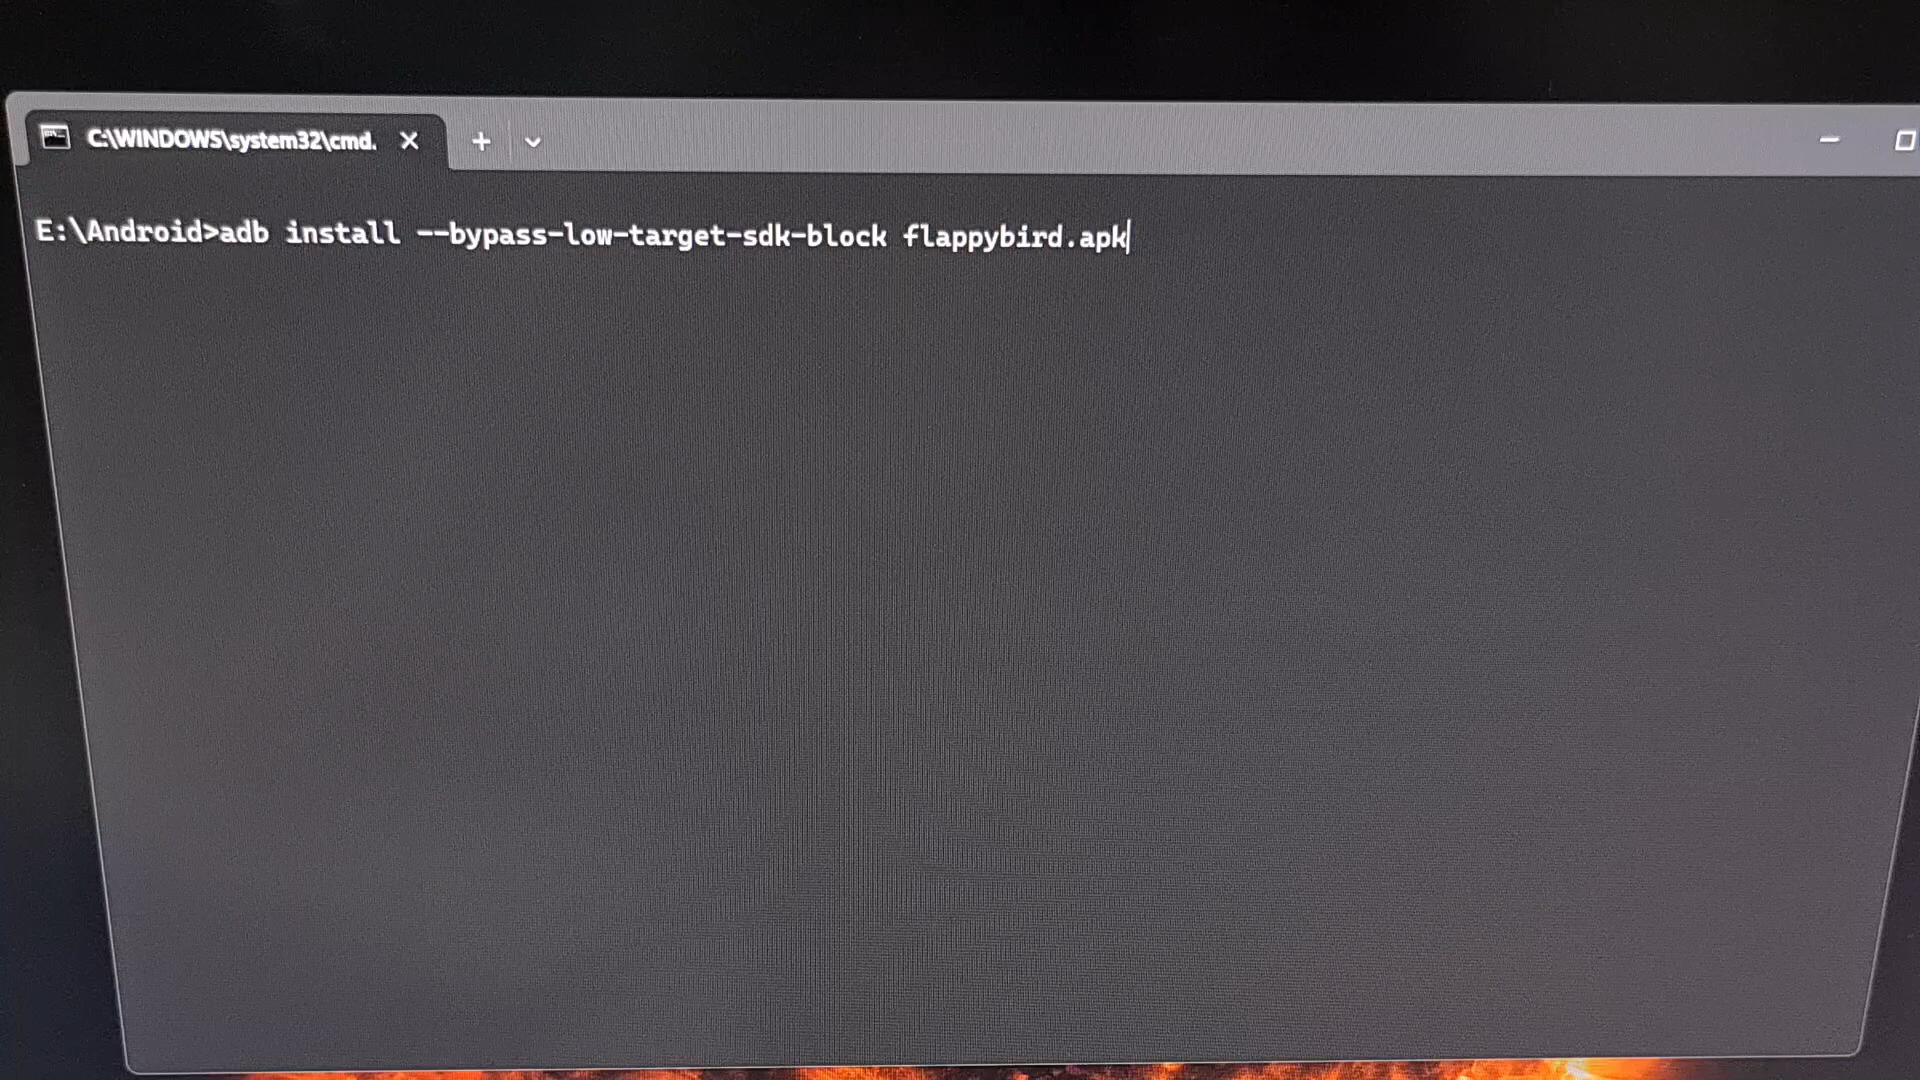 C:\WINDOWS\system32\cmd.
E:\Android>adb install --bypass-low-target-sdk-block flappybird.apk